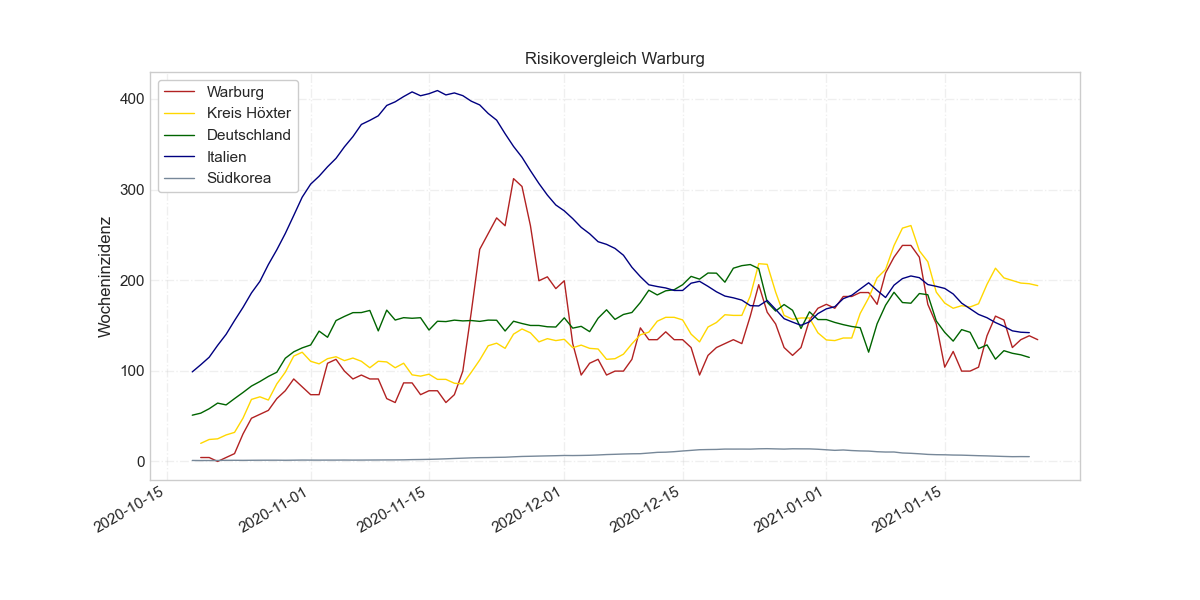 Risikovergleich Warburg
Warburg
Kreis Höxter
Deutschland
Italien
Südkorea
Wocheninzidenz
400
300
200
100
0
2020-10-15
2020-11-01
2020-11-15
2020-12-01
2020-12-15
2021-01-01
2021-01-15